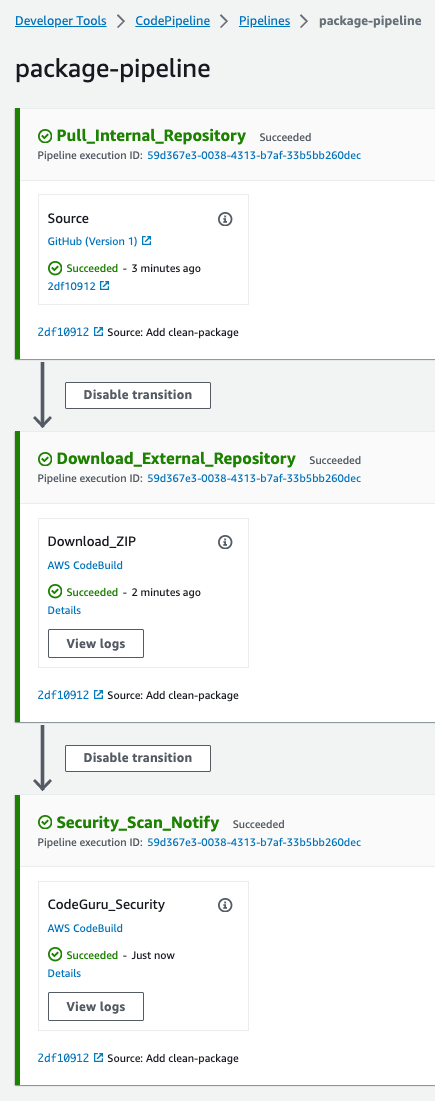 Developer Tools > CodePipeline > Pipelines > package-pipeline
package-pipeline
Pull_Internal_Repository Succeeded
Pipeline execution ID: 59d367e3-0038-4313-b7af-33b5bb260dec
Source
GitHub (Version 1)
Succeeded - 3 minutes ago
2df10912
2df10912 Source: Add clean-package
Disable transition
Download_External_Repository Succeeded
Pipeline execution ID: 59d367e3-0038-4313-b7af-33b5bb260dec
Download_ZIP
AWS CodeBuild
Succeeded - 2 minutes ago
Details
View logs
2df10912 Source: Add clean-package
Disable transition
Security_Scan_Notify Succeeded
Pipeline execution ID: 59d367e3-0038-4313-b7af-33b5bb260dec
CodeGuru_Security
AWS CodeBuild
Succeeded - Just now
Details
View logs
2df10912 Source: Add clean-package